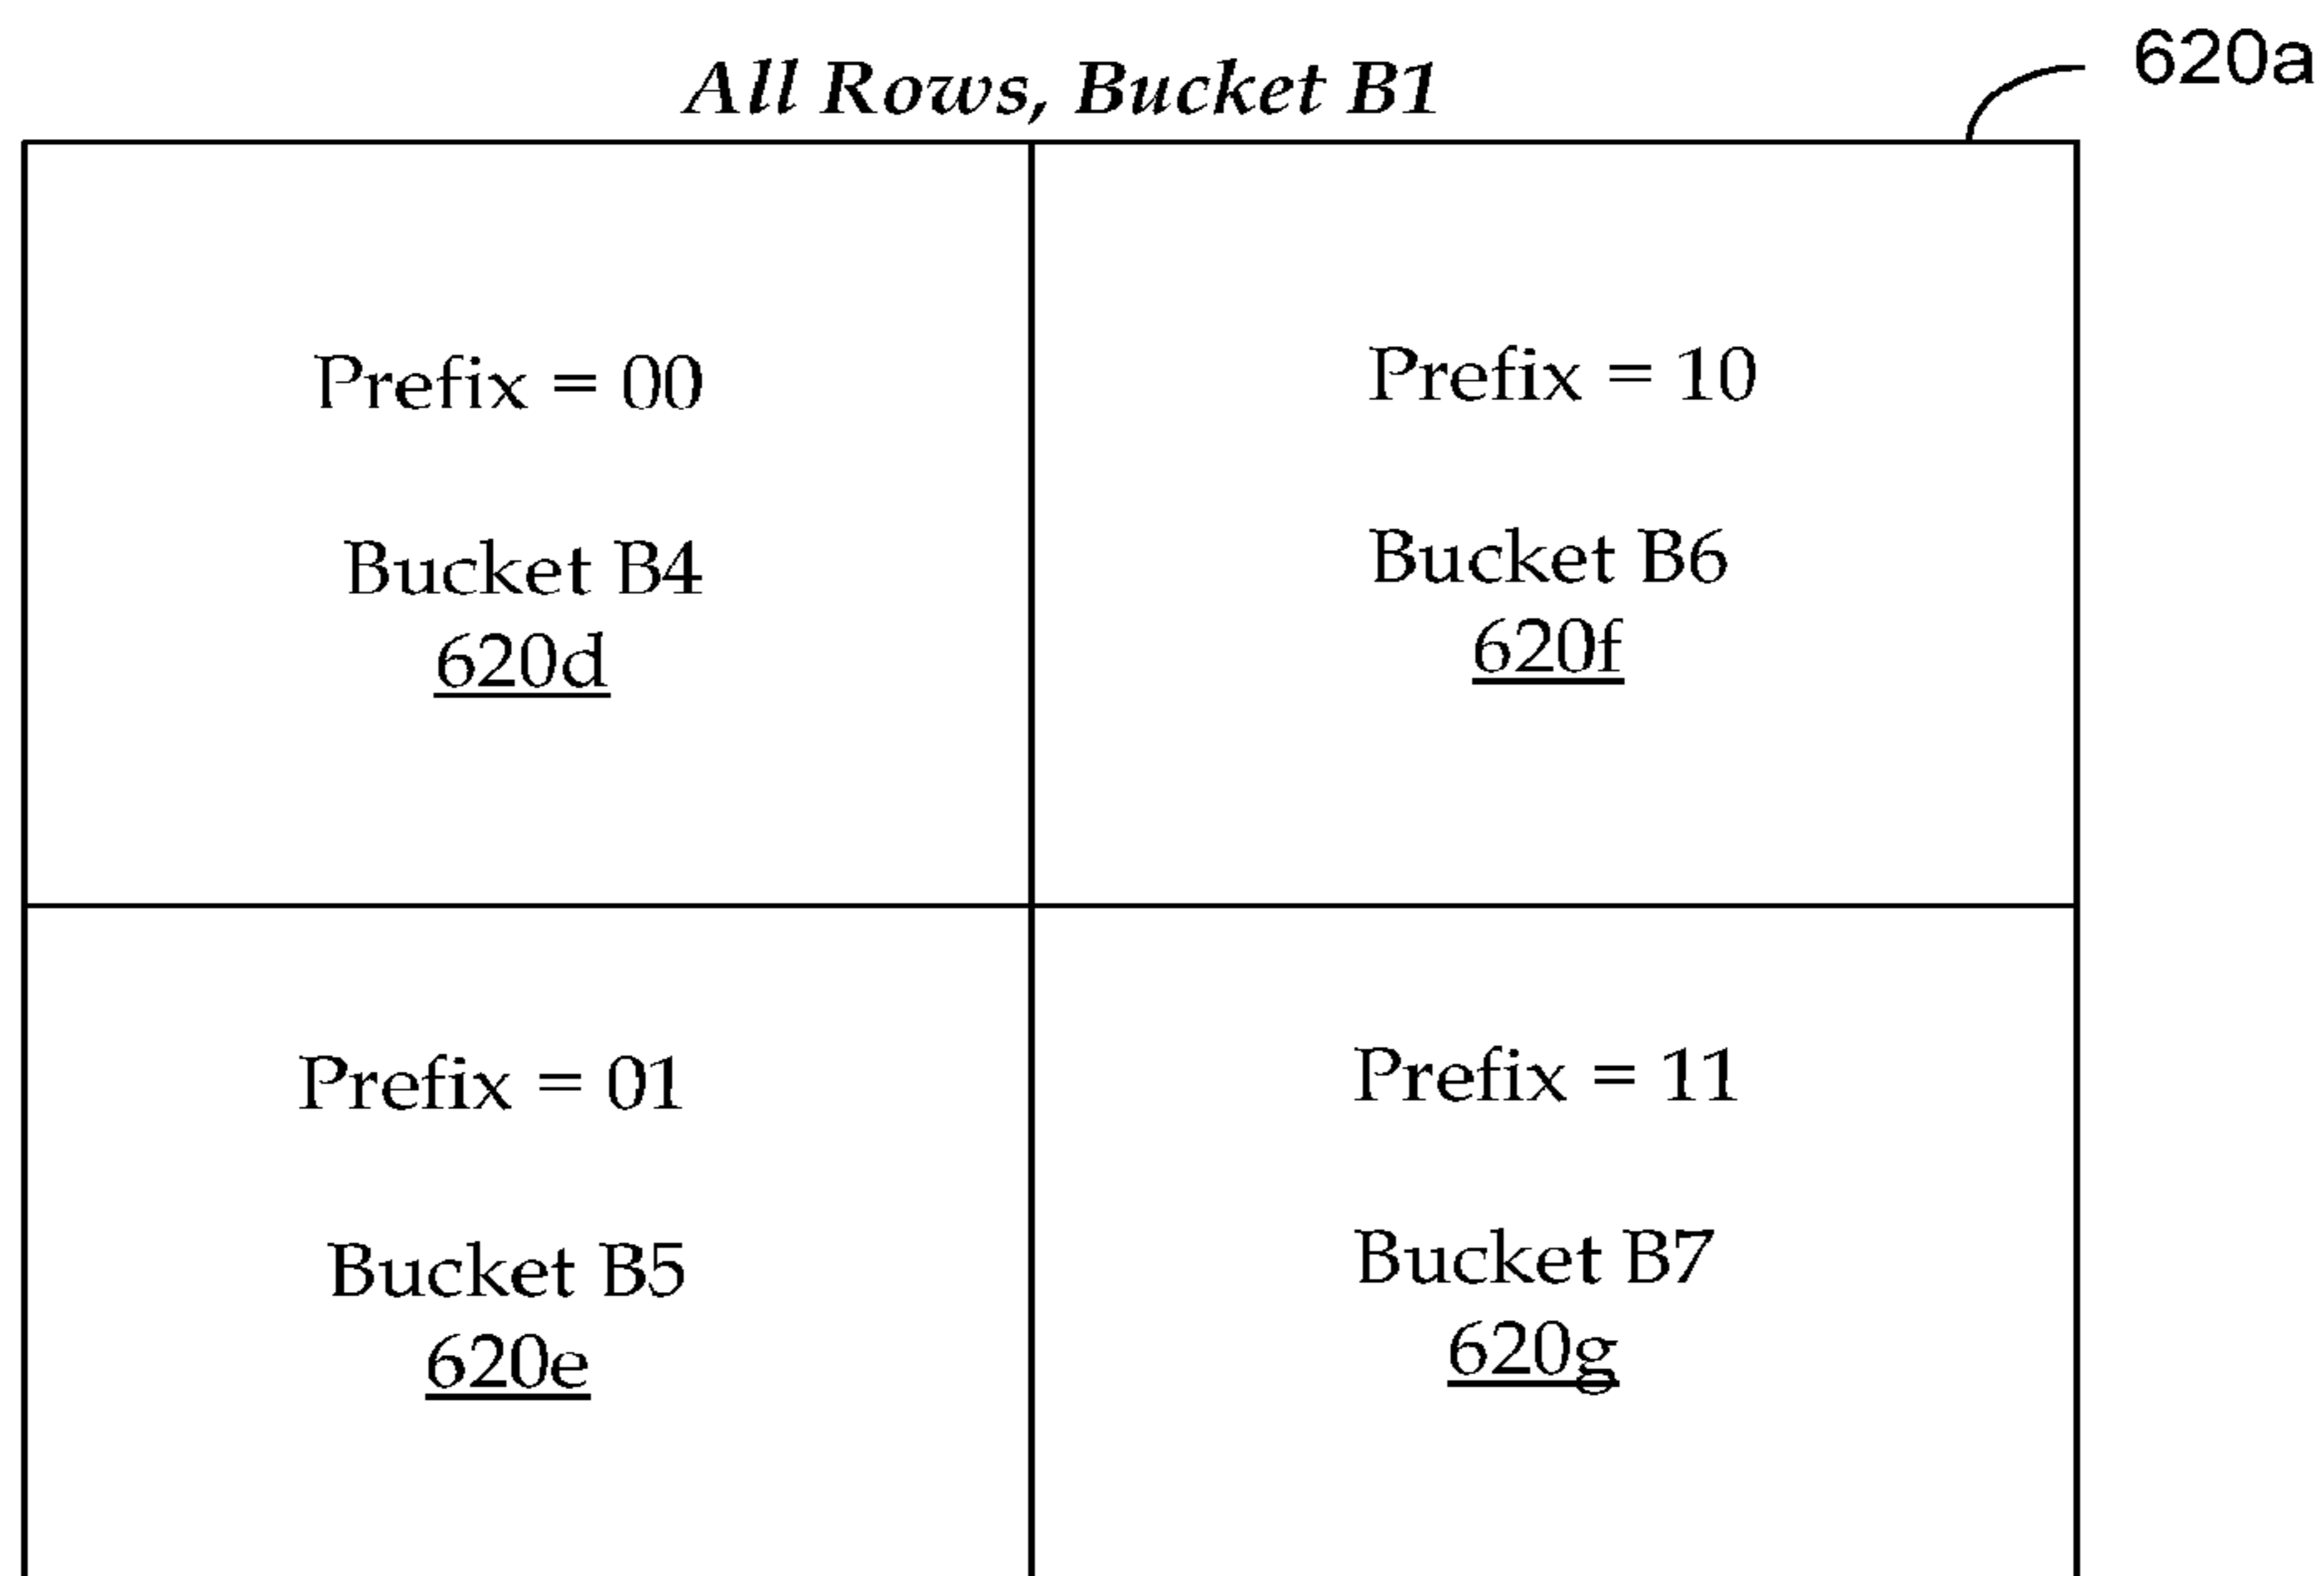 All Rows, Bucket B1
620a
Prefix = 00
Bucket B4
620d
Prefix = 10
Bucket B6
620f
Prefix = 01
Bucket B5
620e
Prefix = 11
Bucket B7
620g